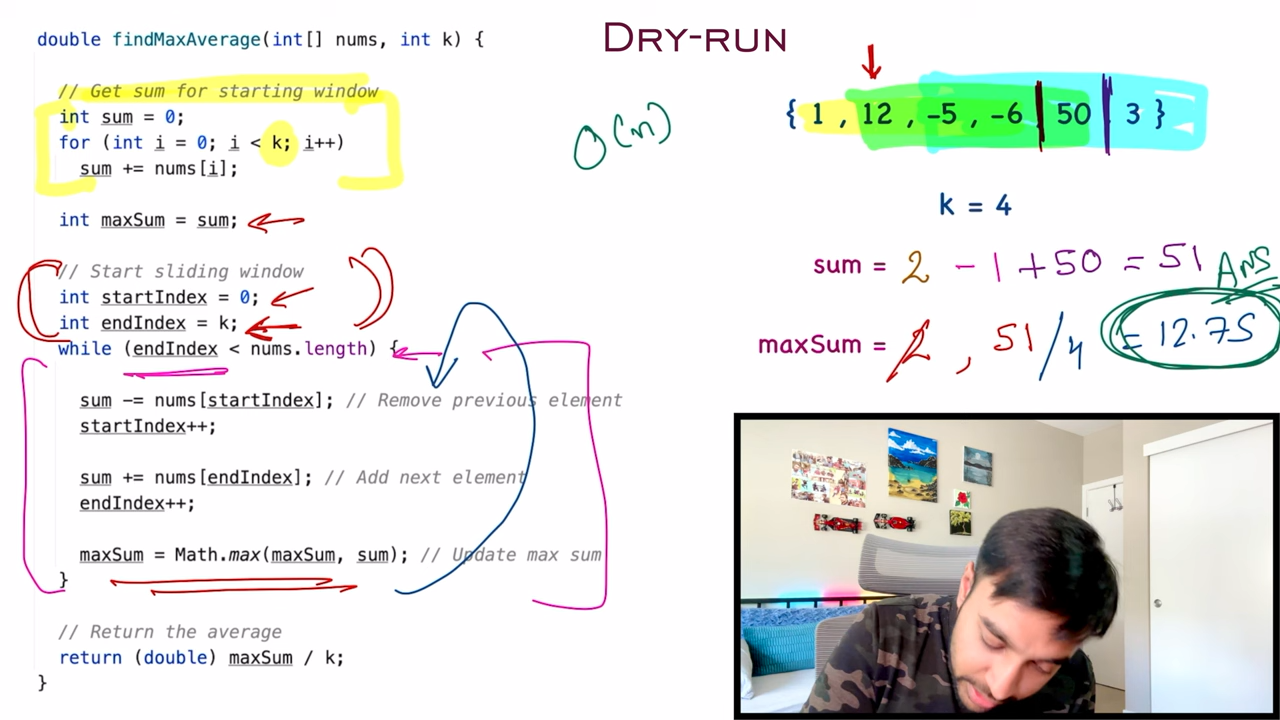 double findMaxAverage(int[] nums, int k) {
// Get sum for starting window
int sum = 0;
for (int i = 0; i < k; i++)
sum += nums[i];
int maxSum = sum;
// Start sliding window
int startIndex = 0;
int endIndex = k;
while (endIndex < nums.length) {
sum -= nums[startIndex]; // Remove previous element
startIndex++;
sum += nums[endIndex]; // Add next element
endIndex++;
maxSum = Math.max(maxSum, sum); // Update max sum
}
// Return the average
return (double) maxSum / k;
}
DRY-RUN
O(n)
{ 1 , 12 , -5 , -6 | 50 | 3 }
k = 4
sum = 2 - 1 + 50 = 51
Ans
maxSum = 2 , 51 / 4 = 12.75